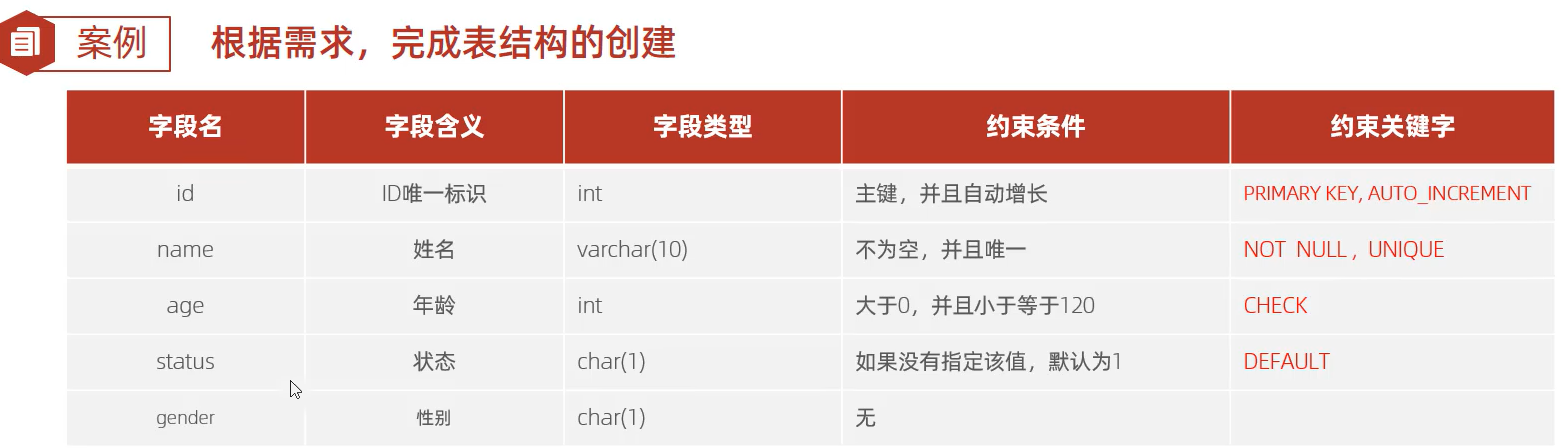 案例
根据需求，完成表结构的创建
字段名 字段含义 字段类型 约束条件 约束关键字
id ID唯一标识 int 主键，并且自动增长 PRIMARY KEY, AUTO_INCREMENT
name 姓名 varchar(10) 不为空，并且唯一 NOT NULL , UNIQUE
age 年龄 int 大于0，并且小于等于120 CHECK
status 状态 char(1) 如果没有指定该值，默认为1 DEFAULT
gender 性别 char(1) 无